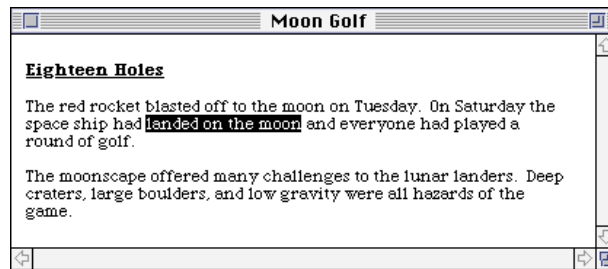 Moon Golf
Eighteen Holes
The red rocket blasted off to the moon on Tuesday. On Saturday the
space ship had landed on the moon and everyone had played a
round of golf.
The moonscape offered many challenges to the lunar landers. Deep
craters, large boulders, and low gravity were all hazards of the
game.